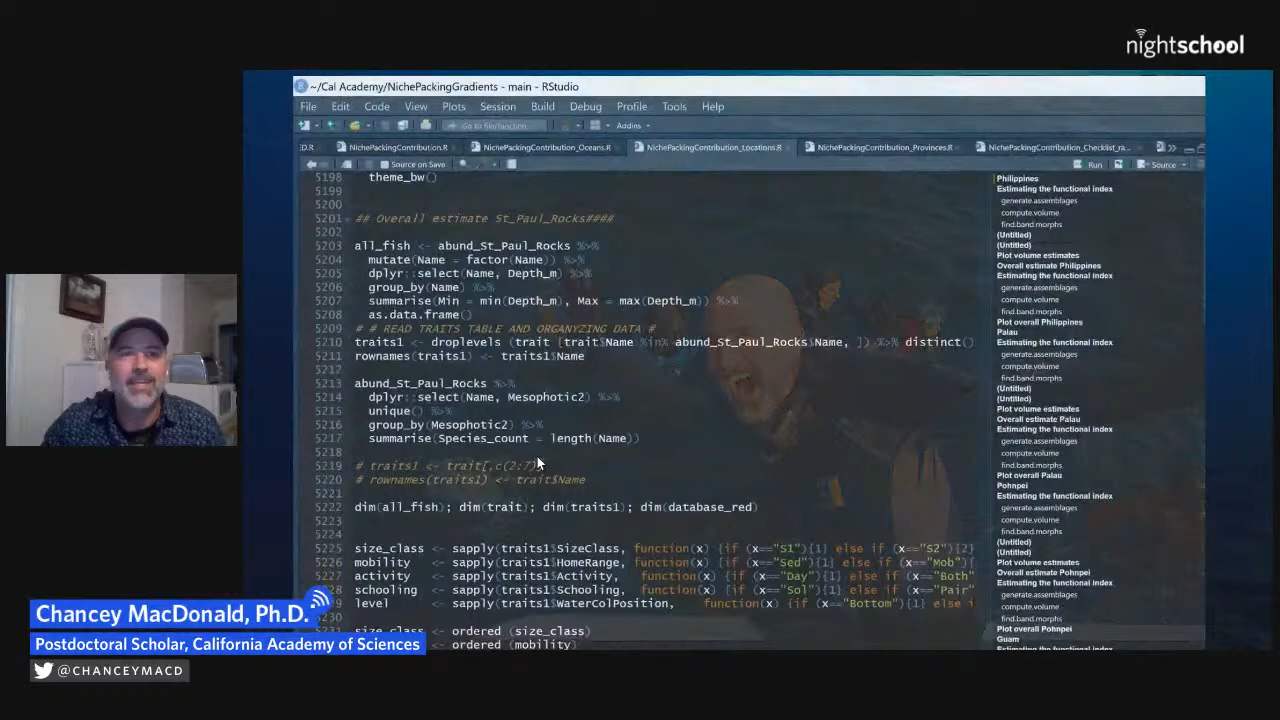 nightschool
~/Cal Academy/NichePackingGradients - main - RStudio
File Edit Code View Plots Session Build Debug Profile Tools Help
Go to file/function Addins
D.R NichePackingContribution.R NichePackingContribution_Oceans.R NichePackingContribution_Locations.R NichePackingContribution_Provinces.R NichePackingContribution_Checklist_ra...
Source on Save Run Source
5198 theme_bw()
5199
5200
5201 ## Overall estimate St_Paul_Rocks####
5202
5203 all_fish <- abund_St_Paul_Rocks %>%
5204 mutate(Name = factor(Name)) %>%
5205 dplyr::select(Name, Depth_m) %>%
5206 group_by(Name) %>%
5207 summarise(Min = min(Depth_m), Max = max(Depth_m)) %>%
5208 as.data.frame()
5209 # # READ TRAITS TABLE AND ORGANYZING DATA #
5210 traits1 <- droplevels (trait [trait$Name %in% abund_St_Paul_Rocks$Name, ]) %>% distinct()
5211 rownames(traits1) <- traits1$Name
5212
5213 abund_St_Paul_Rocks %>%
5214 dplyr::select(Name, Mesophotic2) %>%
5215 unique() %>%
5216 group_by(Mesophotic2) %>%
5217 summarise(Species_count = length(Name))
5218
5219 # traits1 <- trait[,c(2:7)]
5220 # rownames(traits1) <- trait$Name
5221
5222 dim(all_fish); dim(trait); dim(traits1); dim(database_red)
5223
5225 size_class <- sapply(traits1$SizeClass, function(x) {if (x=="S1"){1} else if (x=="S2"){2}
5226 mobility <- sapply(traits1$HomeRange, function(x) {if (x=="Sed"){1} else if (x=="Mob"){
5227 activity <- sapply(traits1$Activity, function(x) {if (x=="Day"){1} else if (x=="Both"
5228 schooling <- sapply(traits1$Schooling, function(x) {if (x=="Sol"){1} else if (x=="Pair"
level <- sapply(traits1$WaterColPosition, function(x) {if (x=="Bottom"){1} else i
5230
size_class <- ordered (size_class)
mobility <- ordered (mobility)
Philippines
Estimating the functional index
generate.assemblages
compute.volume
find.band.morphs
(Untitled)
(Untitled)
Plot volume estimates
Overall estimate Philippines
Estimating the functional index
generate.assemblages
compute.volume
find.band.morphs
Plot overall Philippines
Palau
Estimating the functional index
generate.assemblages
compute.volume
find.band.morphs
(Untitled)
(Untitled)
Plot volume estimates
Overall estimate Palau
Estimating the functional index
generate.assemblages
compute.volume
find.band.morphs
Plot overall Palau
Pohnpei
Estimating the functional index
generate.assemblages
compute.volume
find.band.morphs
(Untitled)
(Untitled)
Plot volume estimates
Overall estimate Pohnpei
Estimating the functional index
generate.assemblages
compute.volume
find.band.morphs
Plot overall Pohnpei
Guam
Estimating the functional index
Chancey MacDonald, Ph.D.
Postdoctoral Scholar, California Academy of Sciences
@CHANCEYMACD